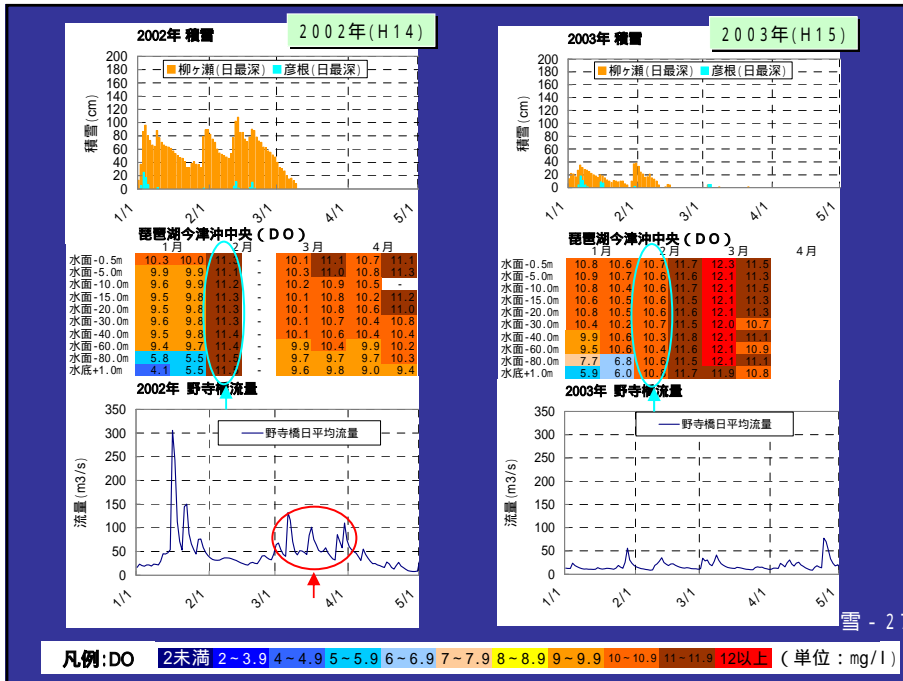 2002年 積雪
2002年(H14)
柳ヶ瀬(日最深) 彦根(日最深)
積雪(cm)
200
180
160
140
120
100
80
60
40
20
0
1/1 2/1 3/1 4/1 5/1
琵琶湖今津沖中央(DO)
1月 2月 3月 4月
水面-0.5m 10.3 10.0 11.3 - 10.1 11.1 10.7 11.1
水面-5.0m 9.9 9.9 11.1 - 10.3 11.0 10.8 11.3
水面-10.0m 9.6 9.9 11.2 - 10.2 10.9 10.5 -
水面-15.0m 9.5 9.8 11.3 - 10.1 10.8 10.2 11.2
水面-20.0m 9.5 9.8 11.3 - 10.1 10.8 10.6 11.0
水面-30.0m 9.6 9.8 11.3 - 10.1 10.7 10.4 10.8
水面-40.0m 9.5 9.8 11.4 - 10.1 10.6 10.4 10.4
水面-60.0m 9.4 9.7 11.4 - 9.9 10.4 9.9 10.2
水面-80.0m 5.8 5.5 11.5 - 9.7 9.7 9.7 10.3
水底+1.0m 4.1 5.5 - 9.6 9.8 9.0 9.4
2002年 野寺橋流量
野寺橋日平均流量
流量(m3/s)
350
300
250
200
150
100
50
0
1/1 2/1 3/1 4/1 5/1
2003年 積雪
2003年(H15)
柳ヶ瀬(日最深) 彦根(日最深)
積雪(cm)
200
180
160
140
120
100
80
60
40
20
0
1/1 2/1 3/1 4/1 5/1
琵琶湖今津沖中央(DO)
1月 2月 3月 4月
水面-0.5m 10.8 10.6 10.7 11.7 12.3 11.5
水面-5.0m 10.9 10.7 10.6 11.6 12.1 11.3
水面-10.0m 10.8 10.4 10.6 11.5 12.1 11.3
水面-15.0m 10.6 10.5 10.6 11.5 12.1 11.3
水面-20.0m 10.8 10.5 10.6 11.6 12.1 11.3
水面-30.0m 10.4 10.2 10.7 11.5 12.0 10.7
水面-40.0m 9.9 10.6 10.3 11.8 12.1 11.1
水面-60.0m 9.5 10.6 10.4 11.6 12.1 10.9
水面-80.0m 7.7 6.8 10.6 11.5 12.1 11.1
水底+1.0m 5.9 6.0 10.8 11.7 11.9 10.8
2003年 野寺橋流量
野寺橋日平均流量
流量(m3/s)
350
300
250
200
150
100
50
0
1/1 2/1 3/1 4/1 5/1
雪-27
凡例:DO 2未満 2~3.9 4~4.9 5~5.9 6~6.9 7~7.9 8~8.9 9~9.9 10~10.9 11~11.9 12以上 (単位:mg/l)